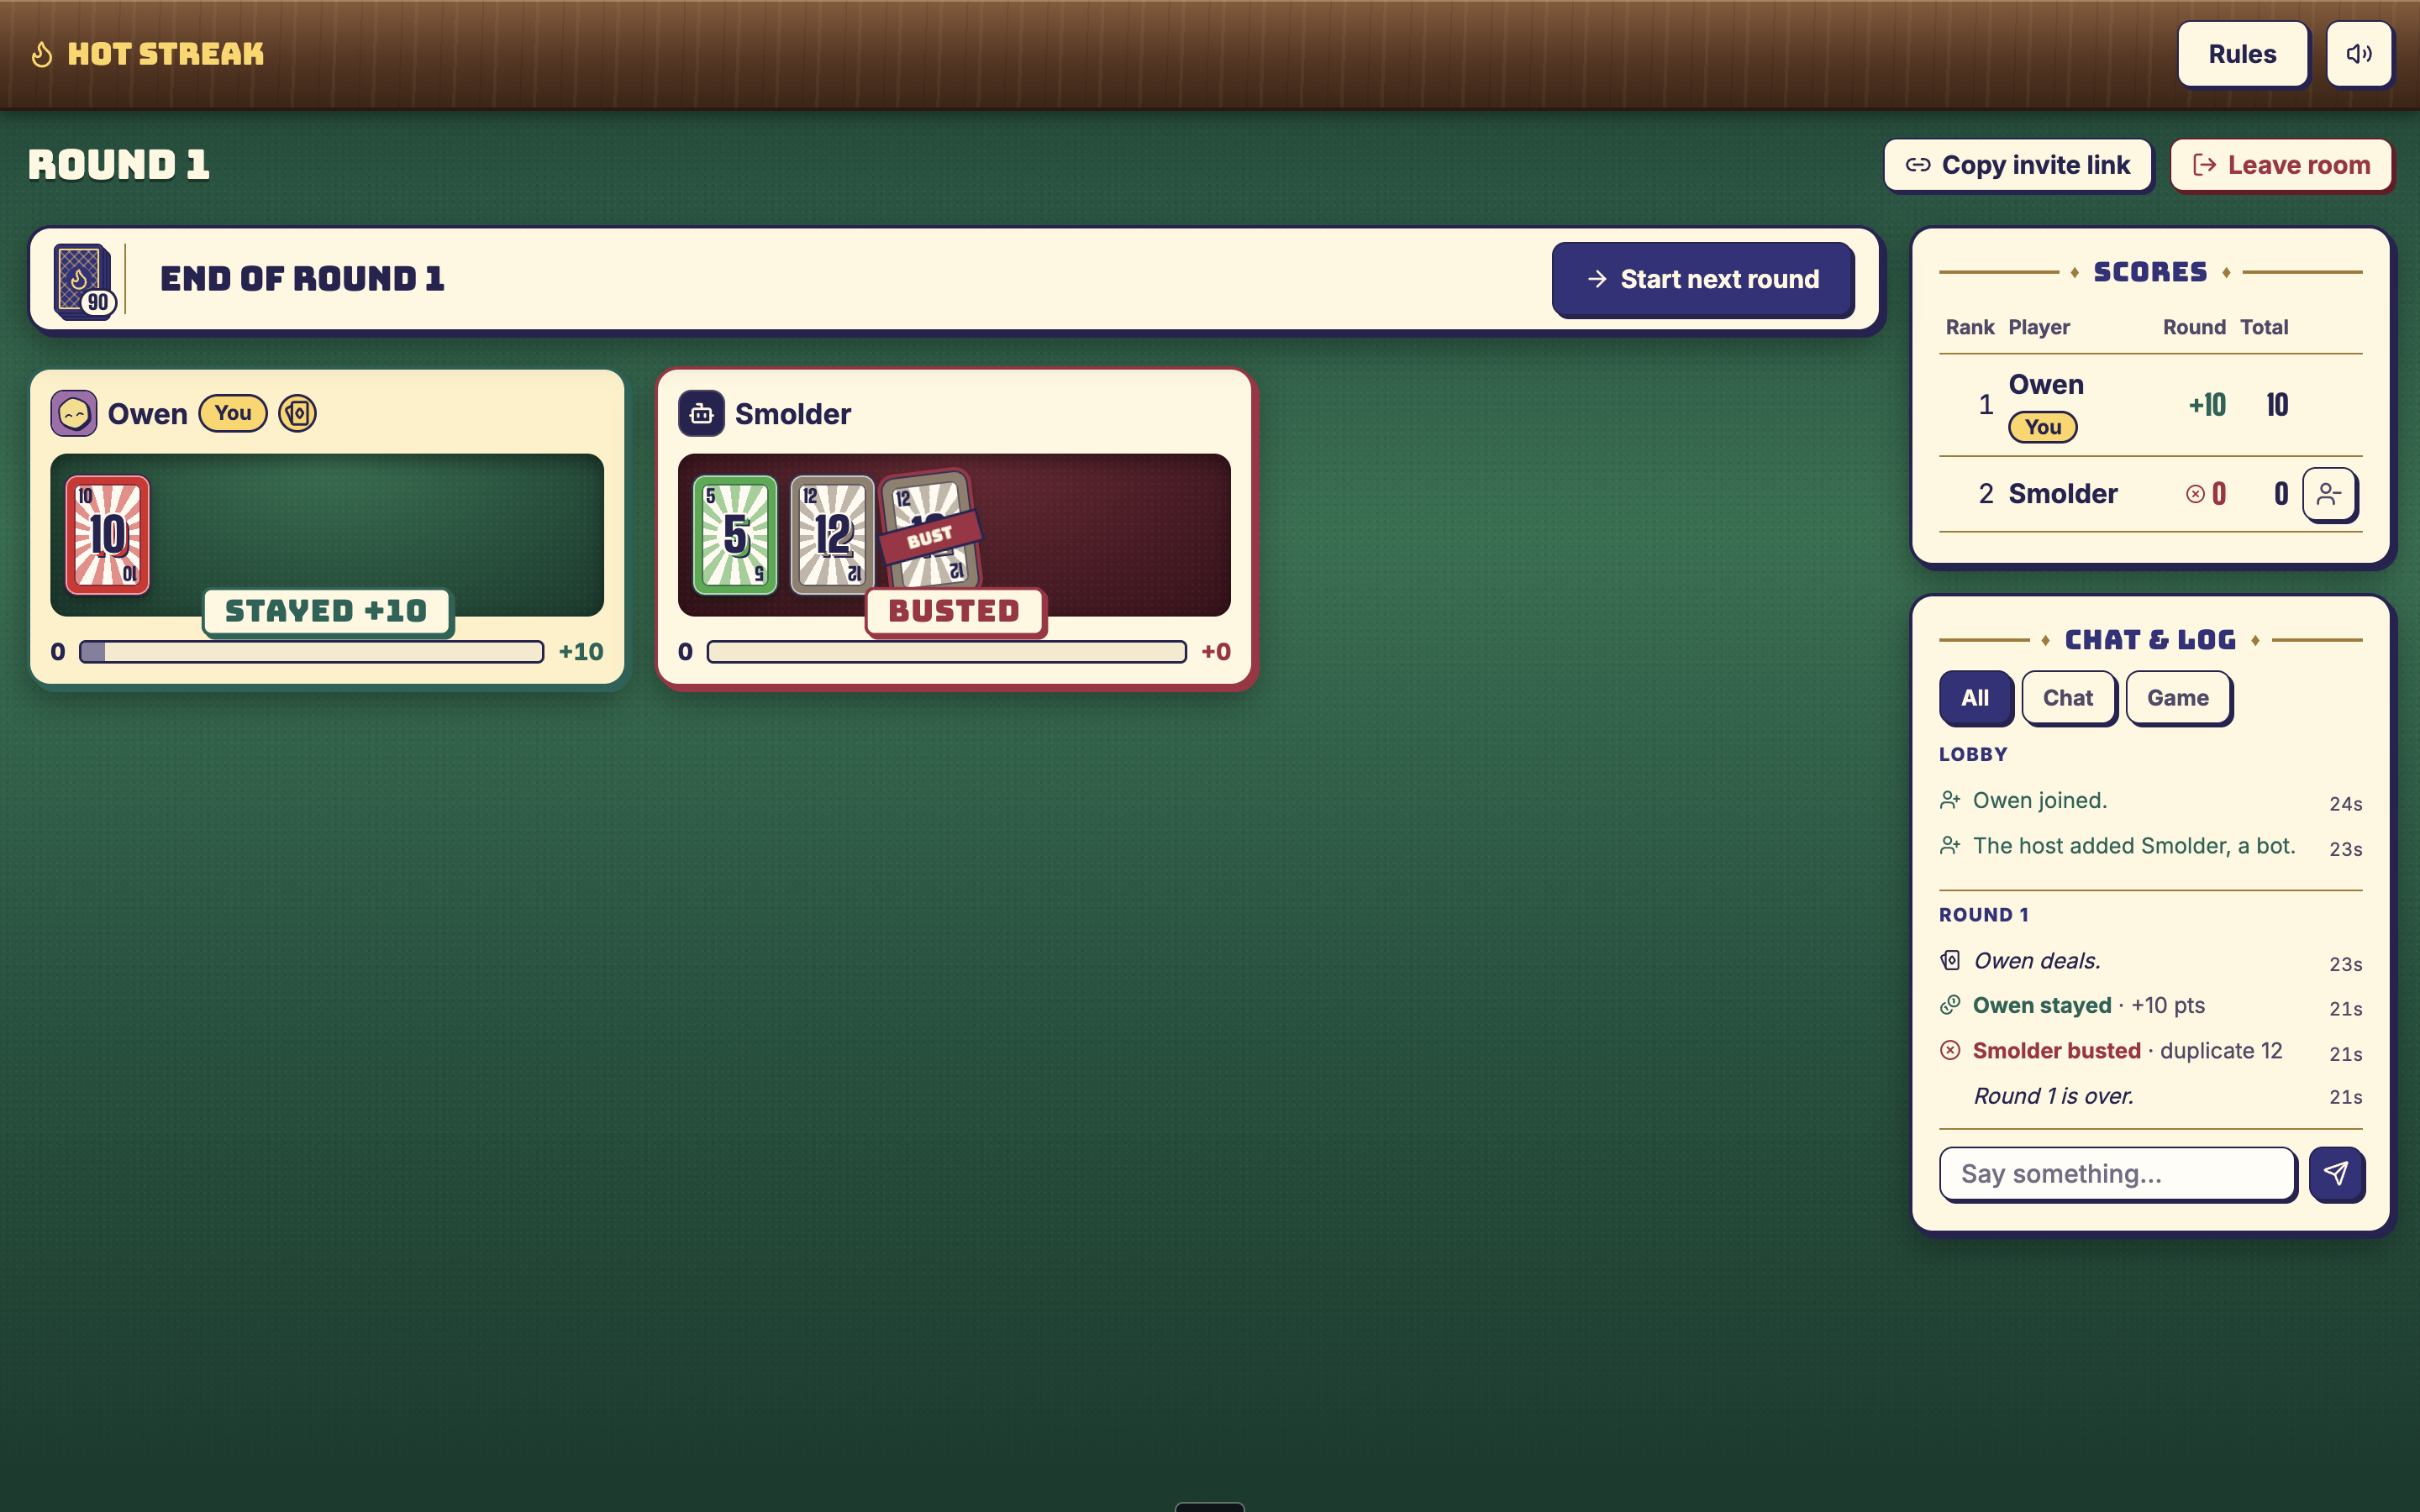 HOT STREAK
Rules
ROUND 1
Copy invite link
Leave room
90
END OF ROUND 1
Start next round
Owen You
10
10
10
STAYED +10
0 +10
Smolder
5
5
5
12
12
12
12
BUST
12
BUSTED
0 +0
SCORES
Rank Player Round Total
1 Owen You +10 10
2 Smolder 0 0
CHAT & LOG
All Chat Game
LOBBY
Owen joined. 24s
The host added Smolder, a bot. 23s
ROUND 1
Owen deals. 23s
Owen stayed · +10 pts 21s
Smolder busted · duplicate 12 21s
Round 1 is over. 21s
Say something...